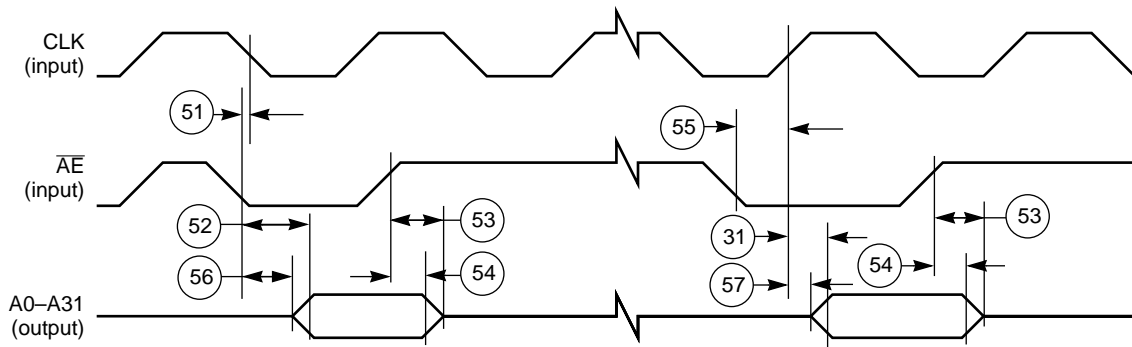 CLK
(input)
51
55
AE
(input)
52
53
31
53
56
54
57
54
A0–A31
(output)